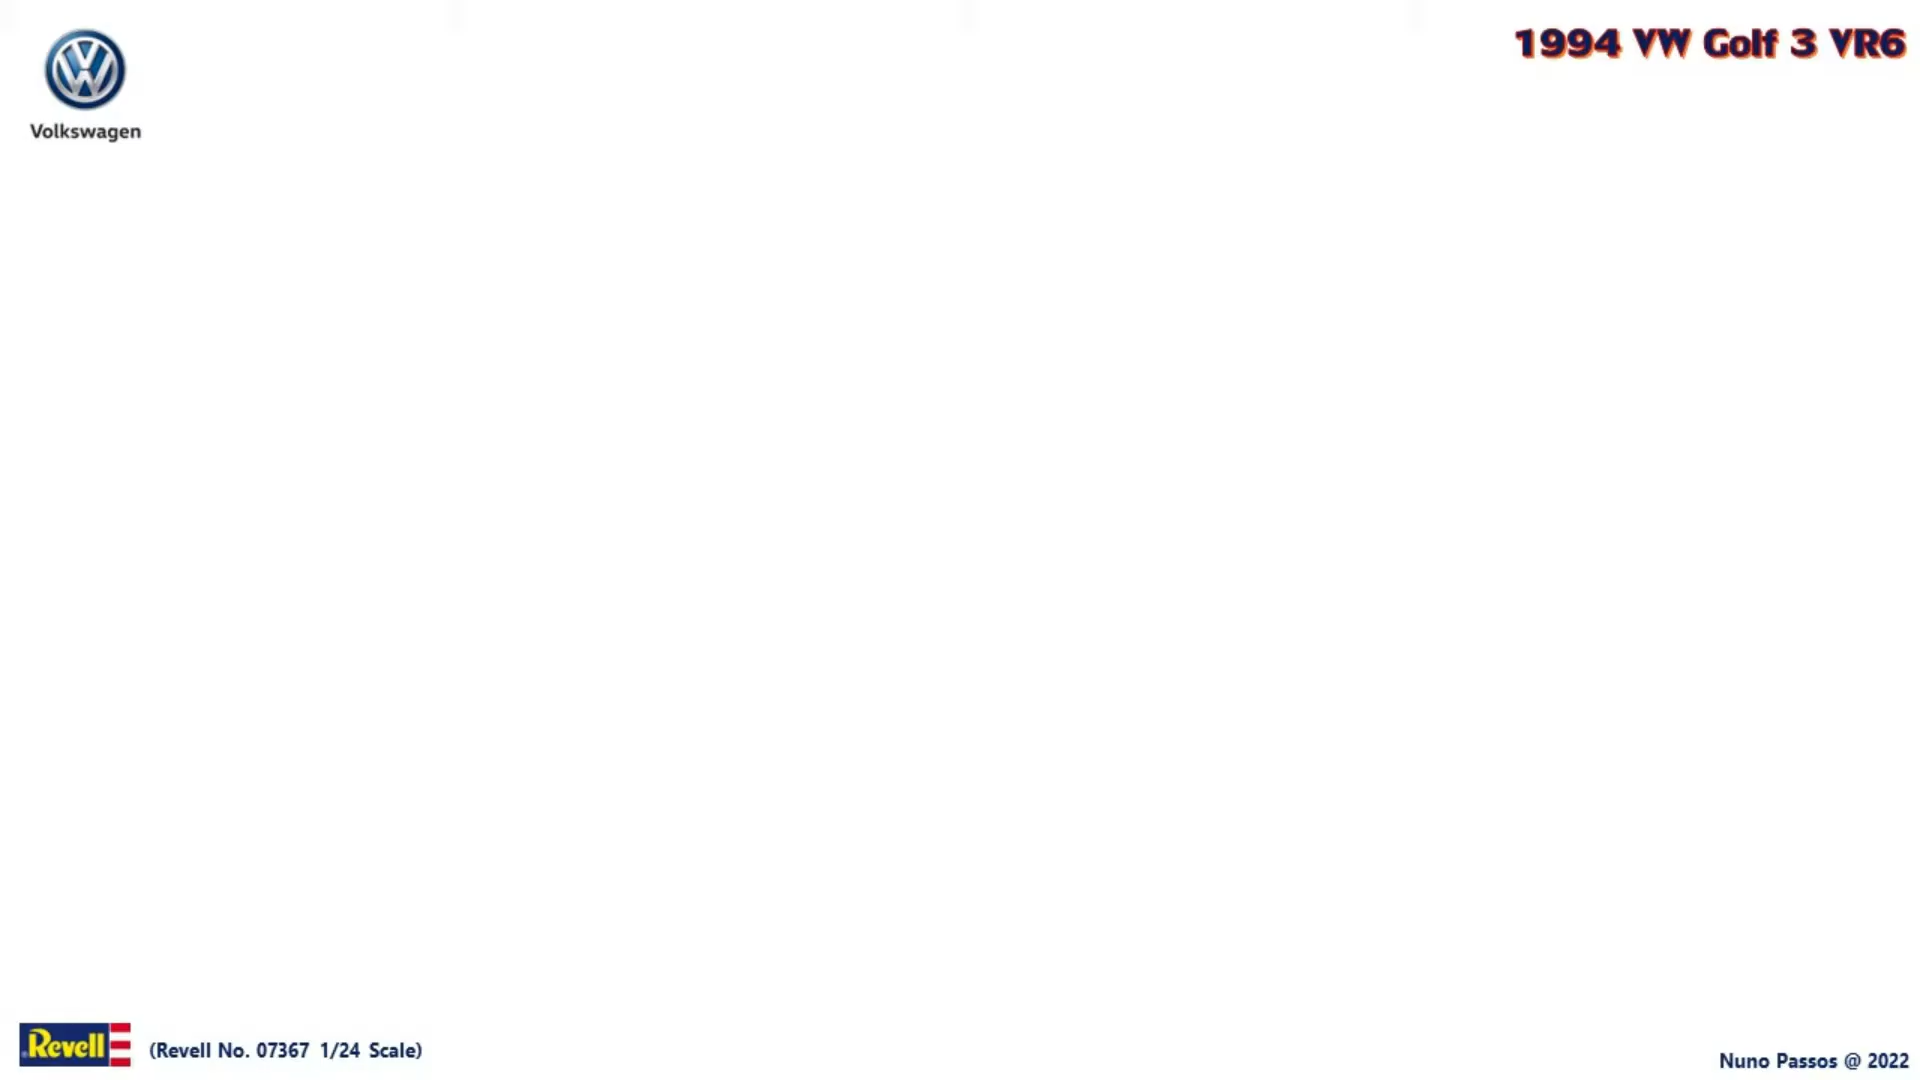 1994 VW Golf 3 VR6
Volkswagen
Revell (Revell No. 07367 1/24 Scale)
Nuno Passos @ 2022